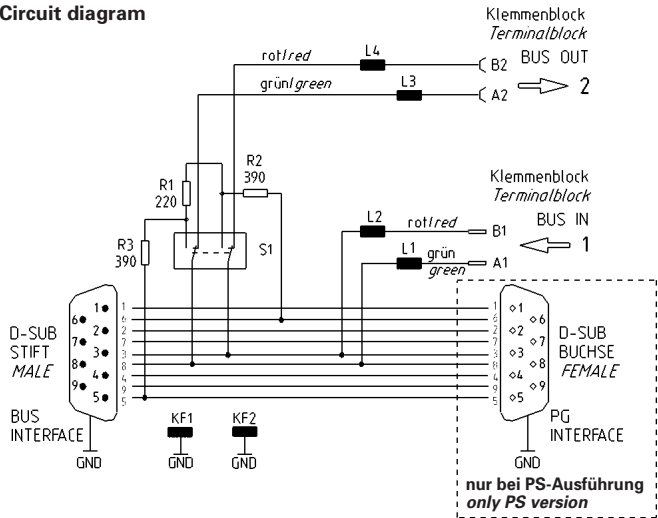 Circuit diagram
Klemmenblock
Terminalblock
BUS OUT
2
rot/red
L4
B2
grün/green
L3
A2
R2
390
R1
220
R3
390
S1
Klemmenblock
Terminalblock
BUS IN
1
L2
rot/red
B1
L1
grün
green
A1
D-SUB
STIFT
MALE
BUS
INTERFACE
1
6
2
7
3
8
4
9
5
1
6
2
7
3
8
4
9
5
GND
KF1
GND
KF2
GND
1
6
2
7
3
8
4
9
5
1
6
2
7
3
8
4
9
5
D-SUB
BUCHSE
FEMALE
PG
INTERFACE
GND
nur bei PS-Ausführung
only PS version